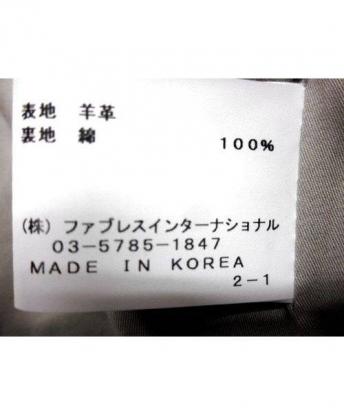 表地 羊革
裏地 綿 100%
(株) ファブレスインターナショナル
03-5785-1847
MADE IN KOREA
2-1